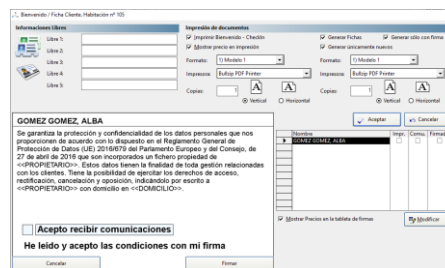 Bienvenido / Ficha Cliente, Habitación nº 105
Informaciones Libres
Libre 1:
Libre 2:
Libre 3:
Libre 4:
Libre 5:
Impresión de documentos
Imprimir Bienvenido - Checkin
Mostrar precio en impresión
Formato: 1) Modelo 1
Impresora: Bullzip PDF Printer
Copias: 1
A A
Vertical Horizontal
Generar Fichas Generar sólo con firma
Generar únicamente nuevos
Formato: 1) Modelo 1
Impresora: Bullzip PDF Printer
Copias: 1
A A
Vertical Horizontal
GOMEZ GOMEZ, ALBA
Se garantiza la protección y confidencialidad de los datos personales que nos
proporcionen de acuerdo con lo dispuesto en el Reglamento General de
Protección de Datos (UE) 2016/679 del Parlamento Europeo y del Consejo, de
27 de abril de 2016 que son incorporados un fichero propiedad de
<<PROPIETARIO>>. Estos datos tienen la finalidad de toda gestión relacionadas
con los clientes. Tiene la posibilidad de ejercitar los derechos de acceso,
rectificación, cancelación y oposición, indicándolo por escrito a
<<PROPIETARIO>> con domicilio en <<DOMICILIO>>.
Acepto recibir comunicaciones
He leido y acepto las condiciones con mi firma
Cancelar Firmar
Aceptar Cancelar
Nombre Impr. Comu. Firmado
GOMEZ GOMEZ, ALBA
Mostrar Precios en la tableta de firmas
Modificar